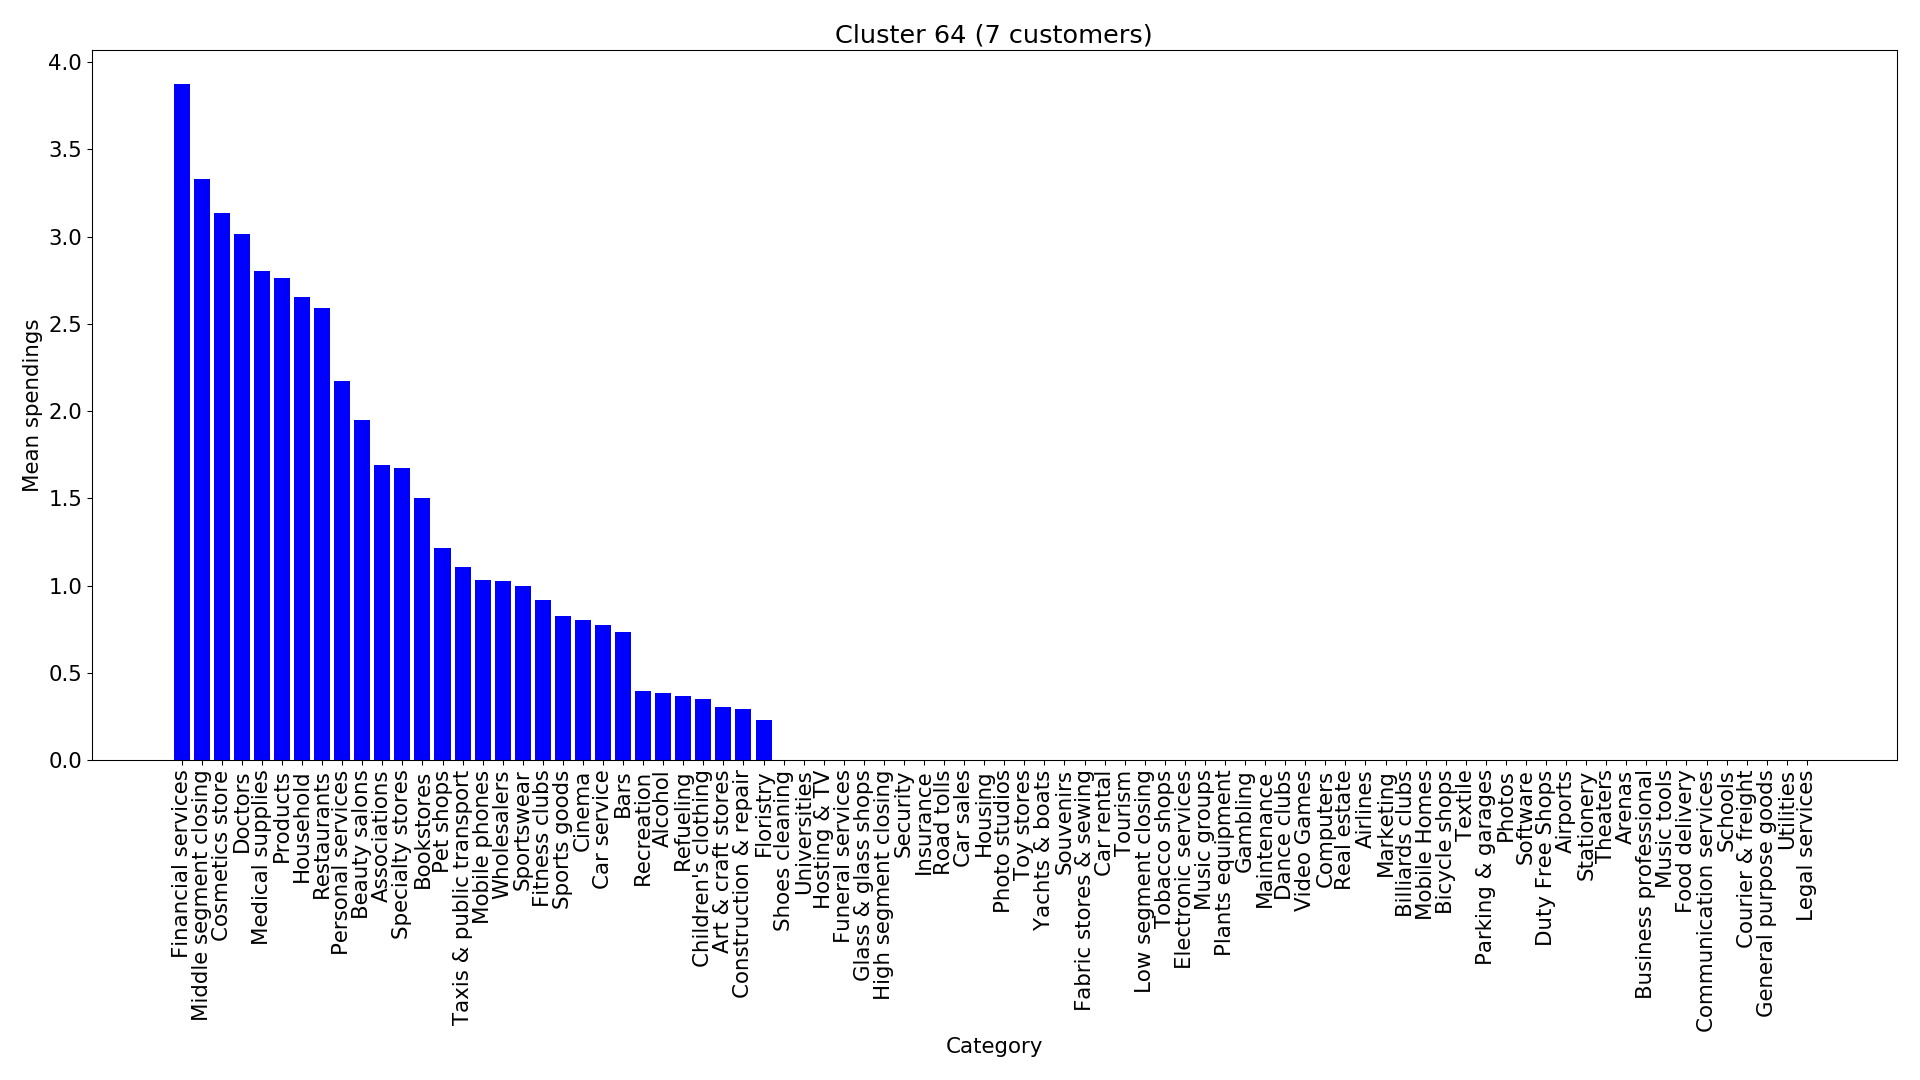 Cluster 64 (7 customers)
Mean spendings
4.0
3.5
3.0
2.5
2.0
1.5
1.0
0.5
0.0
Financial services
Middle segment closing
Cosmetics store
Doctors
Medical supplies
Products
Household
Restaurants
Personal services
Beauty salons
Associations
Specialty stores
Bookstores
Pet shops
Taxis & public transport
Mobile phones
Wholesalers
Sportswear
Fitness clubs
Sports goods
Cinema
Car service
Bars
Recreation
Alcohol
Refuelling
Children's clothing
Art & craft stores
Construction & repair
Floristry
Shoes cleaning
Universities
Hosting & TV
Funeral services
Glass & glass shops
High segment closing
Security
Insurance
Road tolls
Car sales
Housing
Photo studios
Toy stores
Yachts & boats
Souvenirs
Fabric stores & sewing
Car rental
Tourism
Low segment closing
Tobacco shops
Electronic services
Music groups
Plants equipment
Gambling
Maintenance
Dance clubs
Video Games
Computers
Real estate
Airlines
Marketing
Billiards clubs
Mobile Homes
Bicycle shops
Textile
Parking & garages
Photos
Software
Duty Free Shops
Airports
Stationery
Theaters
Arenas
Business professional
Music tools
Food delivery
Communication services
Schools
Courier & freight
General purpose goods
Utilities
Legal services
Category